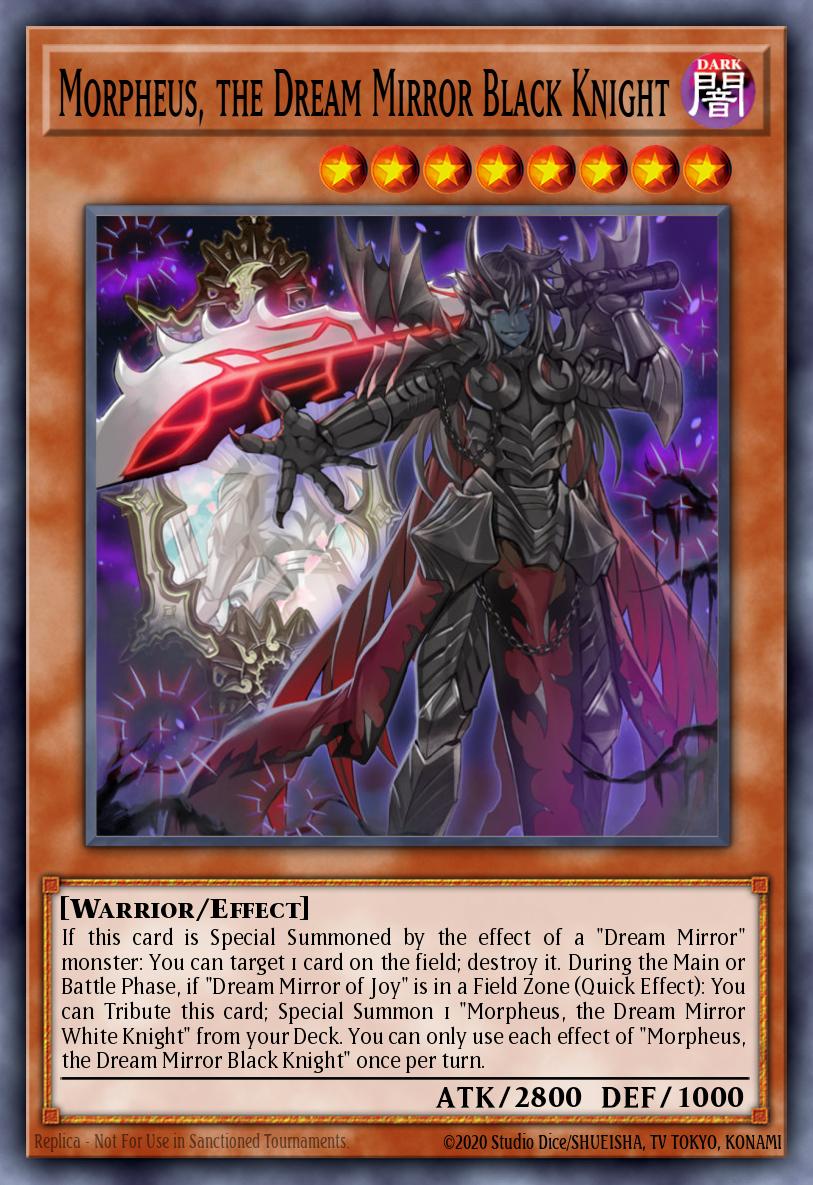 Morpheus, the Dream Mirror Black Knight
DARK
闇
[Warrior/Effect]
If this card is Special Summoned by the effect of a "Dream Mirror"
monster: You can target 1 card on the field; destroy it. During the Main or
Battle Phase, if "Dream Mirror of Joy" is in a Field Zone (Quick Effect): You
can Tribute this card; Special Summon 1 "Morpheus, the Dream Mirror
White Knight" from your Deck. You can only use each effect of "Morpheus,
the Dream Mirror Black Knight" once per turn.
ATK/2800 DEF/1000
Replica - Not For Use in Sanctioned Tournaments.
©2020 Studio Dice/SHUEISHA, TV TOKYO, KONAMI